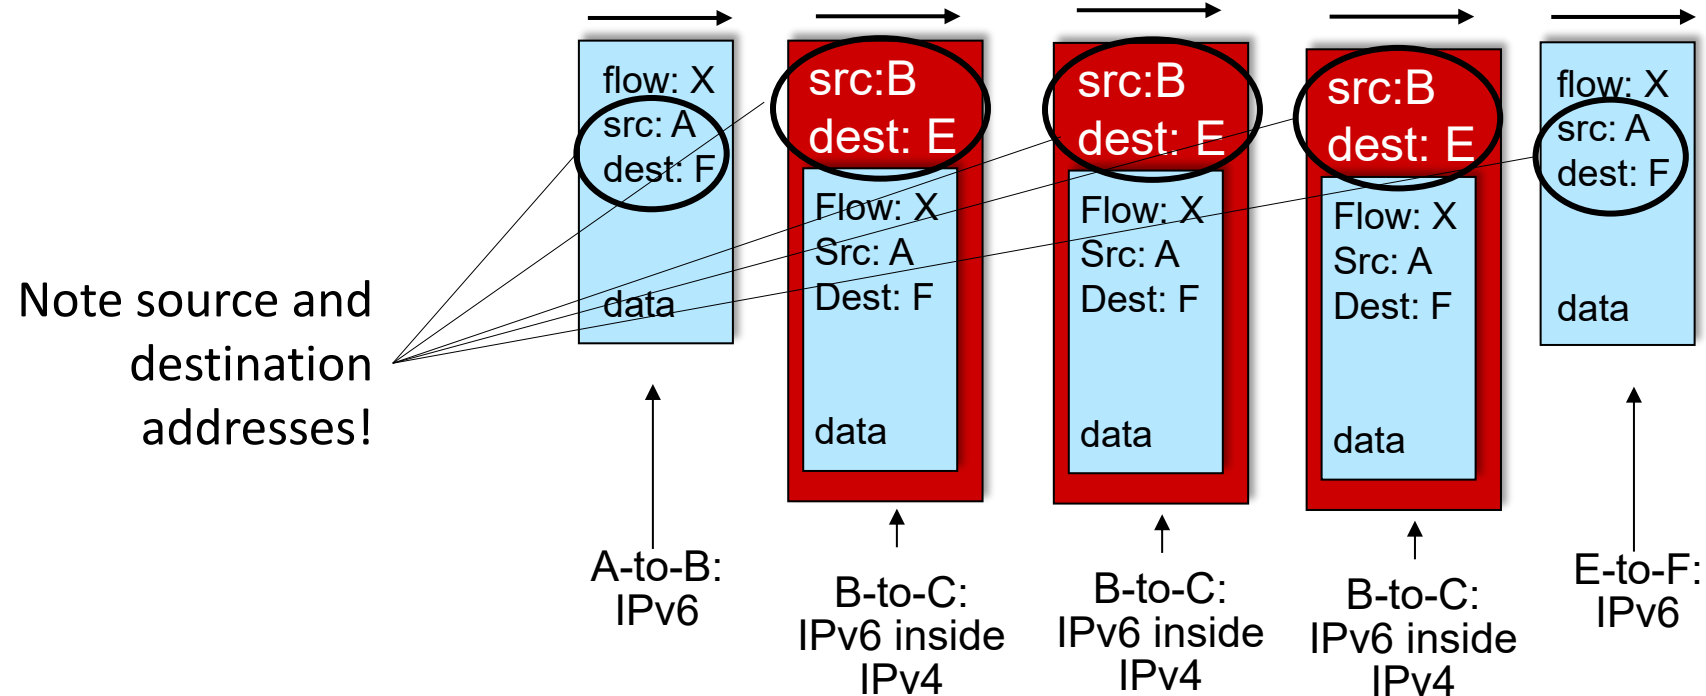 Note source and
destination
addresses!
flow: X
src: A
dest: F
data
A-to-B:
IPv6
src:B
dest: E
Flow: X
Src: A
Dest: F
data
B-to-C:
IPv6 inside
IPv4
src:B
dest: E
Flow: X
Src: A
Dest: F
data
B-to-C:
IPv6 inside
IPv4
src:B
dest: E
Flow: X
Src: A
Dest: F
data
B-to-C:
IPv6 inside
IPv4
flow: X
src: A
dest: F
data
E-to-F:
IPv6